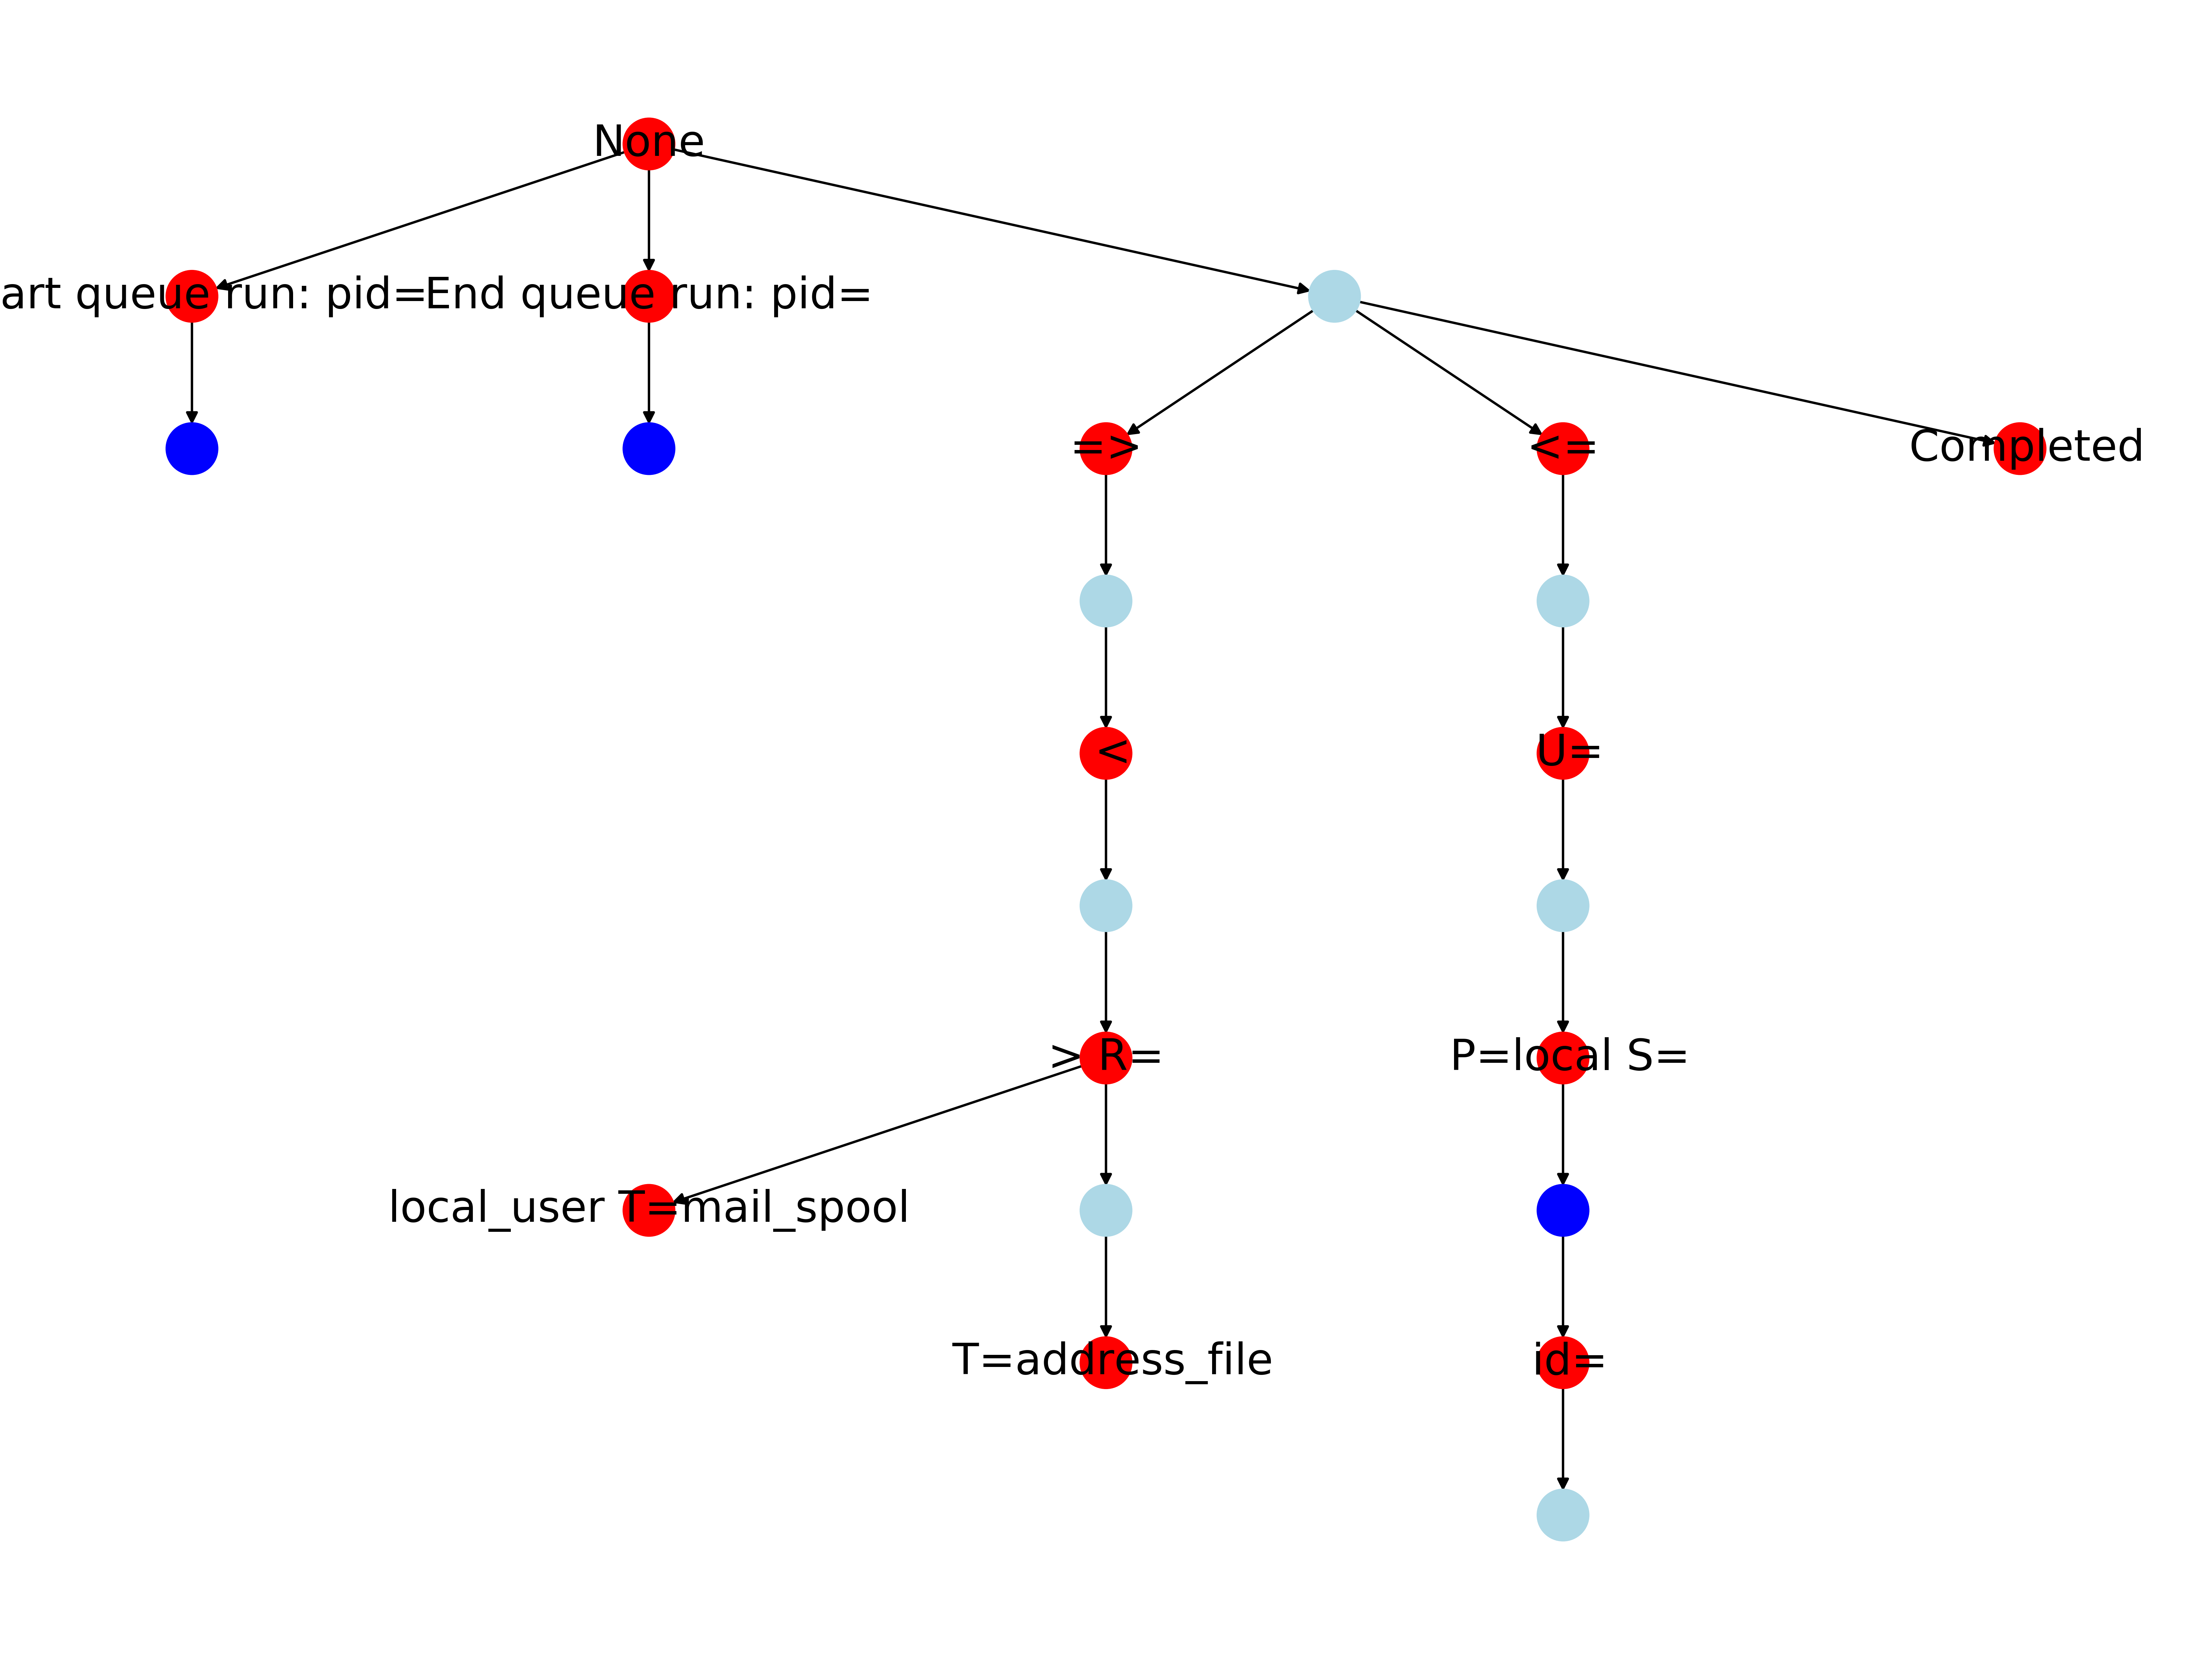 None
art queue run: pid=
End queue run: pid=
=>
<=
Completed
<
U=
> R=
P=local S=
local_user T=mail_spool
T=address_file
id=